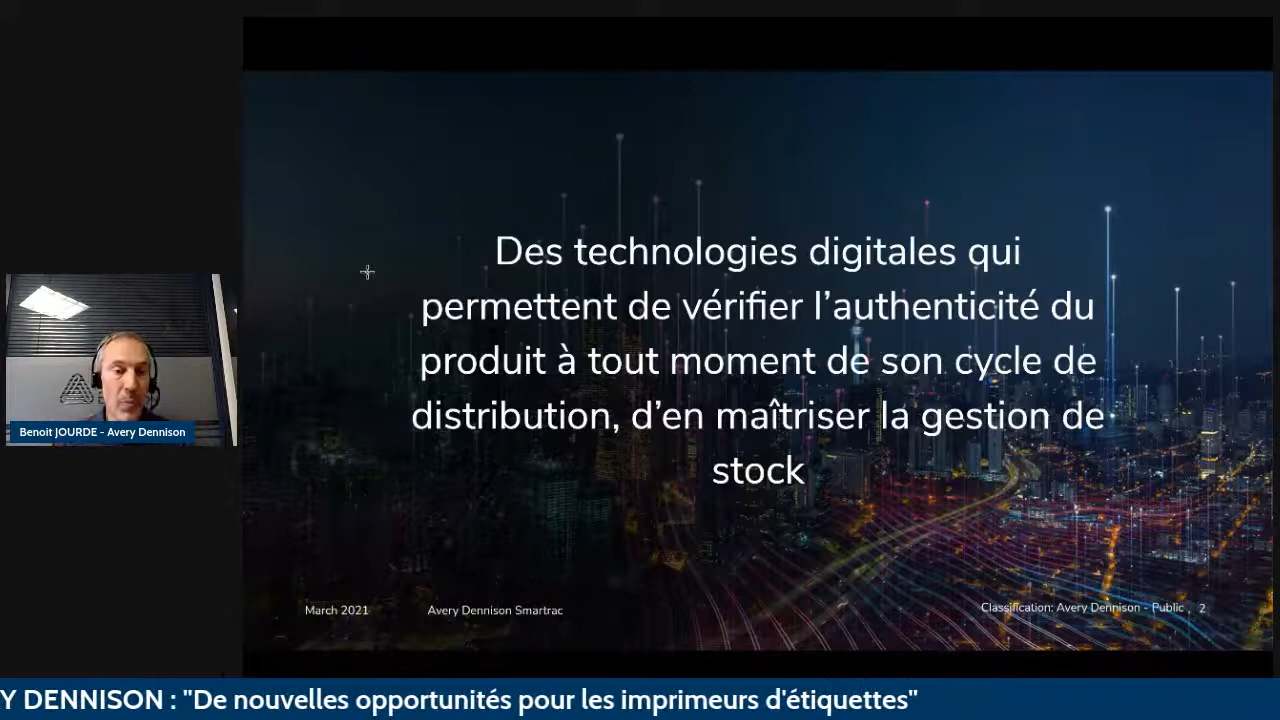 Des technologies digitales qui
permettent de vérifier l’authenticité du
produit à tout moment de son cycle de
distribution, d’en maîtriser la gestion de
stock
Benoit JOURDE - Avery Dennison
March 2021
Avery Dennison Smartrac
Classification: Avery Dennison - Public , 2
Y DENNISON : "De nouvelles opportunités pour les imprimeurs d'étiquettes"